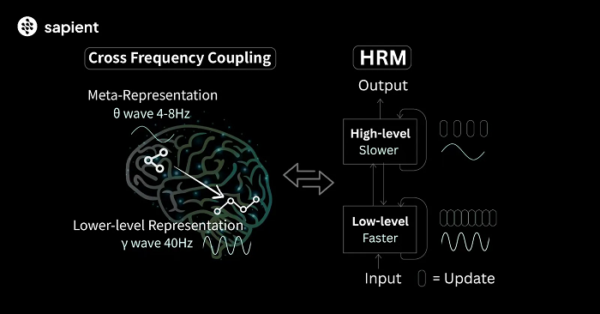 sapient
Cross Frequency Coupling
Meta-Representation
θ wave 4-8Hz
Lower-level Representation
γ wave 40Hz
HRM
Output
High-level
Slower
Low-level
Faster
Input
= Update